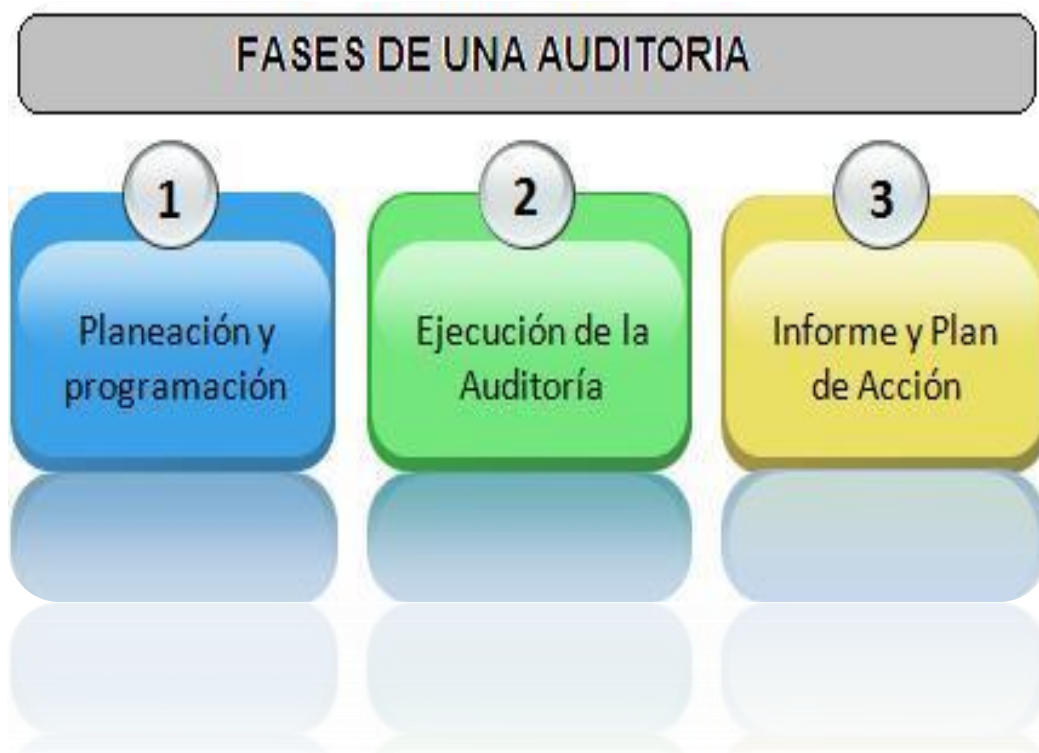 FASES DE UNA AUDITORIA
1
Planeación y
programación
2
Ejecución de la
Auditoría
3
Informe y Plan
de Acción